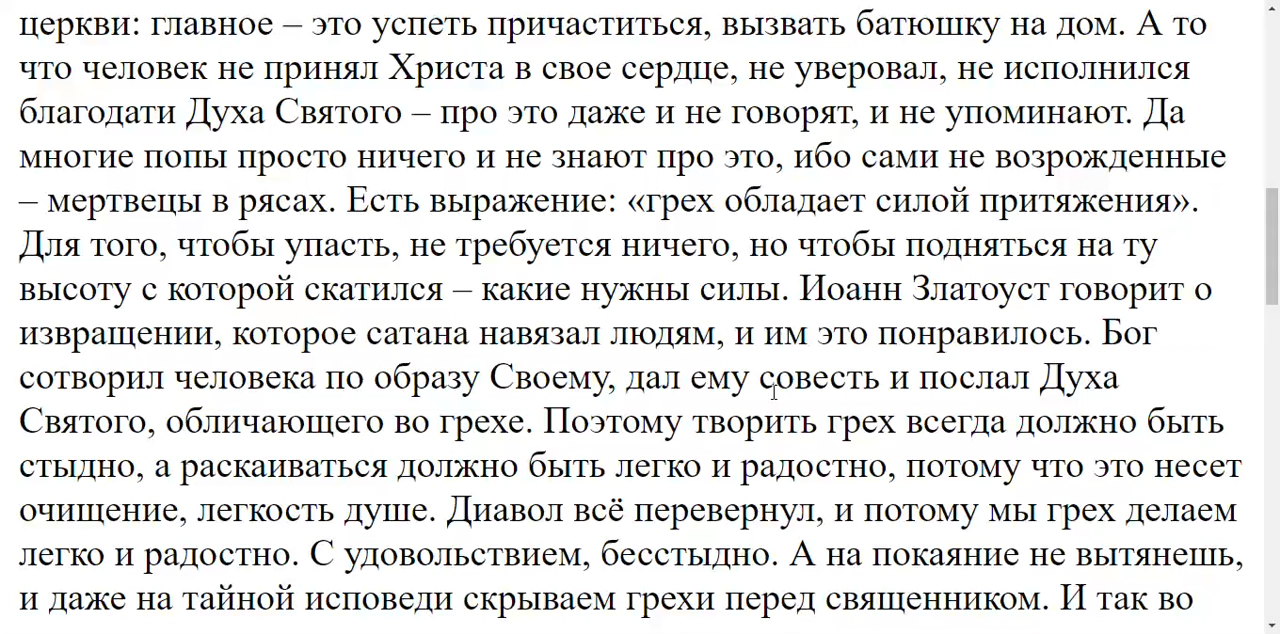 церкви: главное – это успеть причаститься, вызвать батюшку на дом. А то
что человек не принял Христа в свое сердце, не уверовал, не исполнился
благодати Духа Святого – про это даже и не говорят, и не упоминают. Да
многие попы просто ничего и не знают про это, ибо сами не возрожденные
– мертвецы в рясах. Есть выражение: «грех обладает силой притяжения».
Для того, чтобы упасть, не требуется ничего, но чтобы подняться на ту
высоту с которой скатился – какие нужны силы. Иоанн Златоуст говорит о
извращении, которое сатана навязал людям, и им это понравилось. Бог
сотворил человека по образу Своему, дал ему совесть и послал Духа
Святого, обличающего во грехе. Поэтому творить грех всегда должно быть
стыдно, а раскаиваться должно быть легко и радостно, потому что это несет
очищение, легкость душе. Диавол всё перевернул, и потому мы грех делаем
легко и радостно. С удовольствием, бесстыдно. А на покаяние не вытянешь,
и даже на тайной исповеди скрываем грехи перед священником. И так во